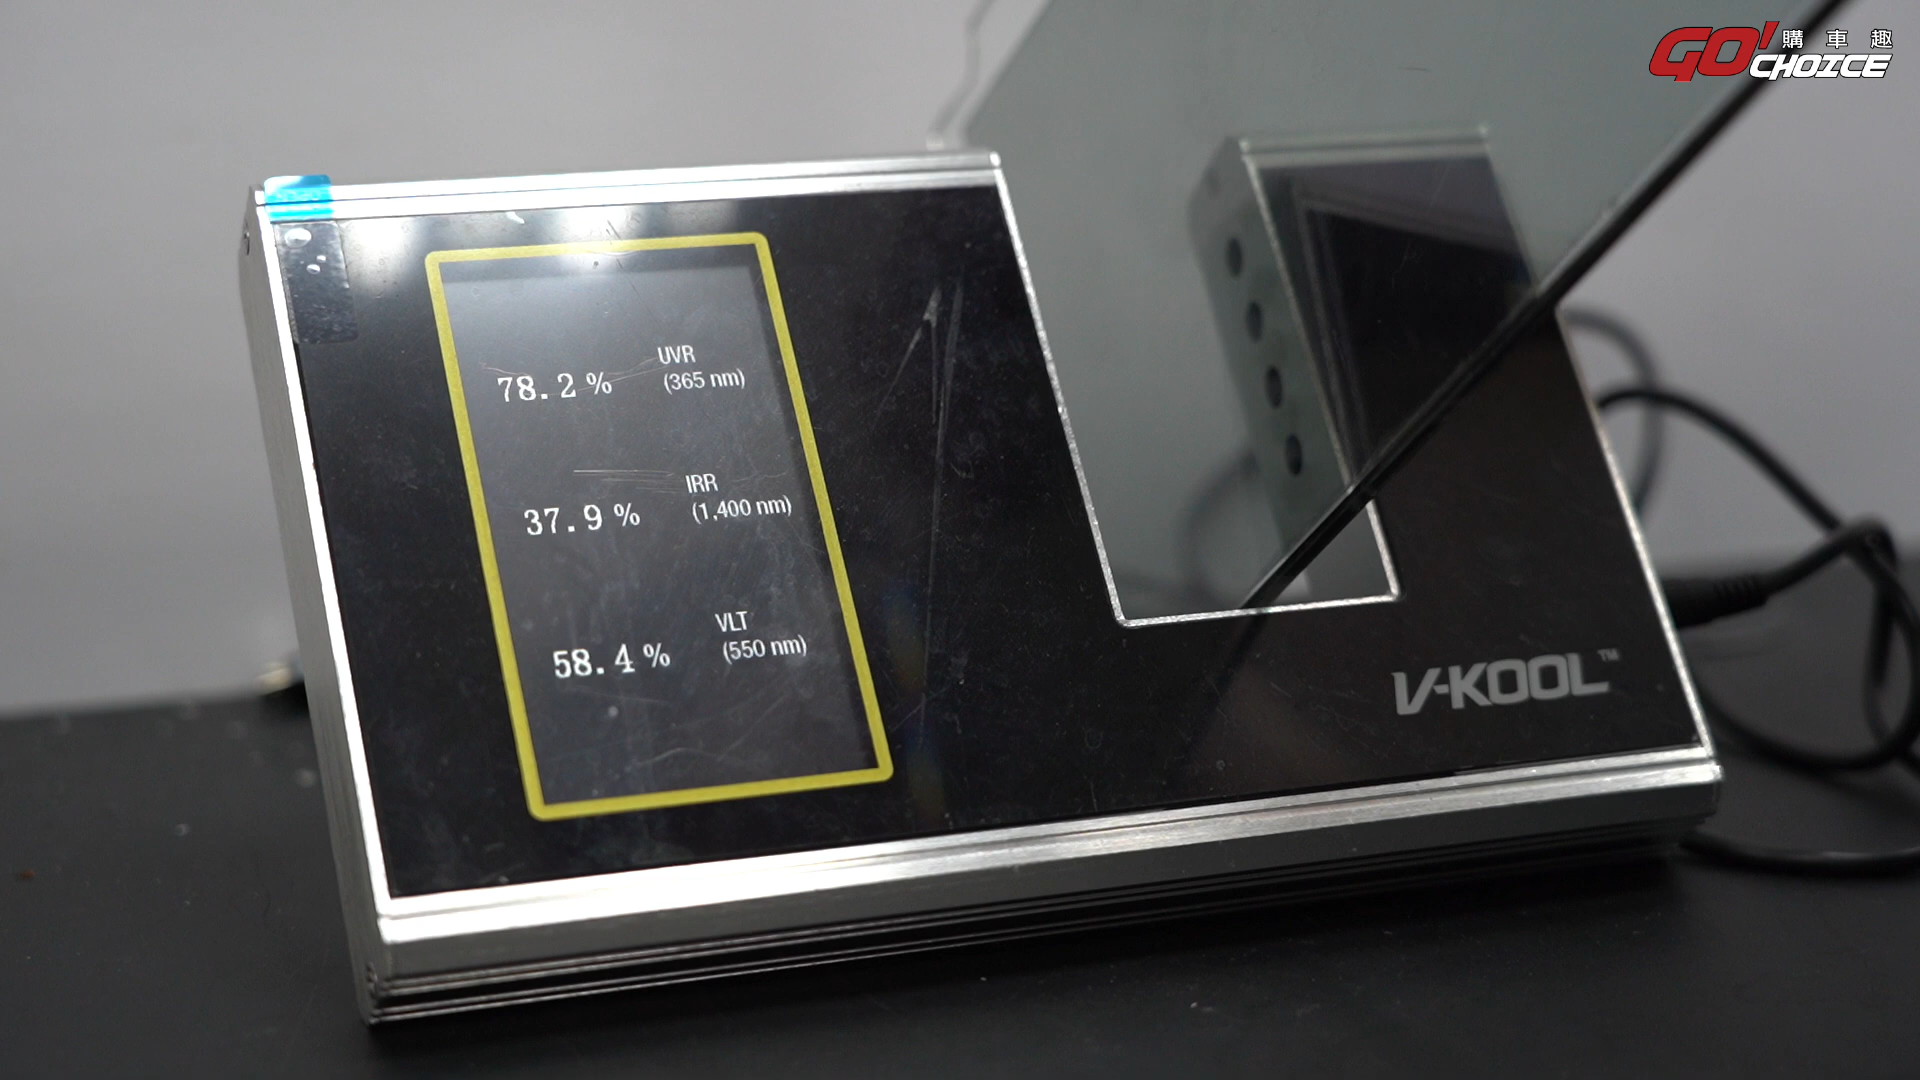 GO! 購車趣
CHOICE
78.2 % UVR
(365 nm)
37.9 % IRR
(1,400 nm)
58.4 % VLT
(550 nm)
V-KOOL™